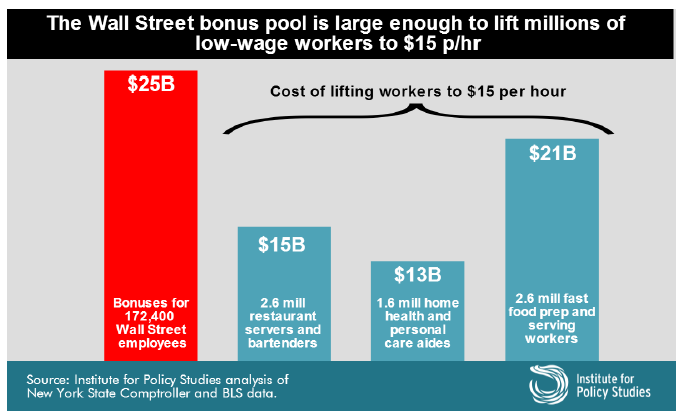 The Wall Street bonus pool is large enough to lift millions of
low-wage workers to $15 p/hr
$25B
Cost of lifting workers to $15 per hour
$21B
$15B
$13B
Bonuses for
172,400
Wall Street
employees
2.6 mill
restaurant
servers and
bartenders
1.6 mill home
health and
personal
care aides
2.6 mill fast
food prep and
serving
workers
Source: Institute for Policy Studies analysis of
New York State Comptroller and BLS data.
Institute for
Policy Studies